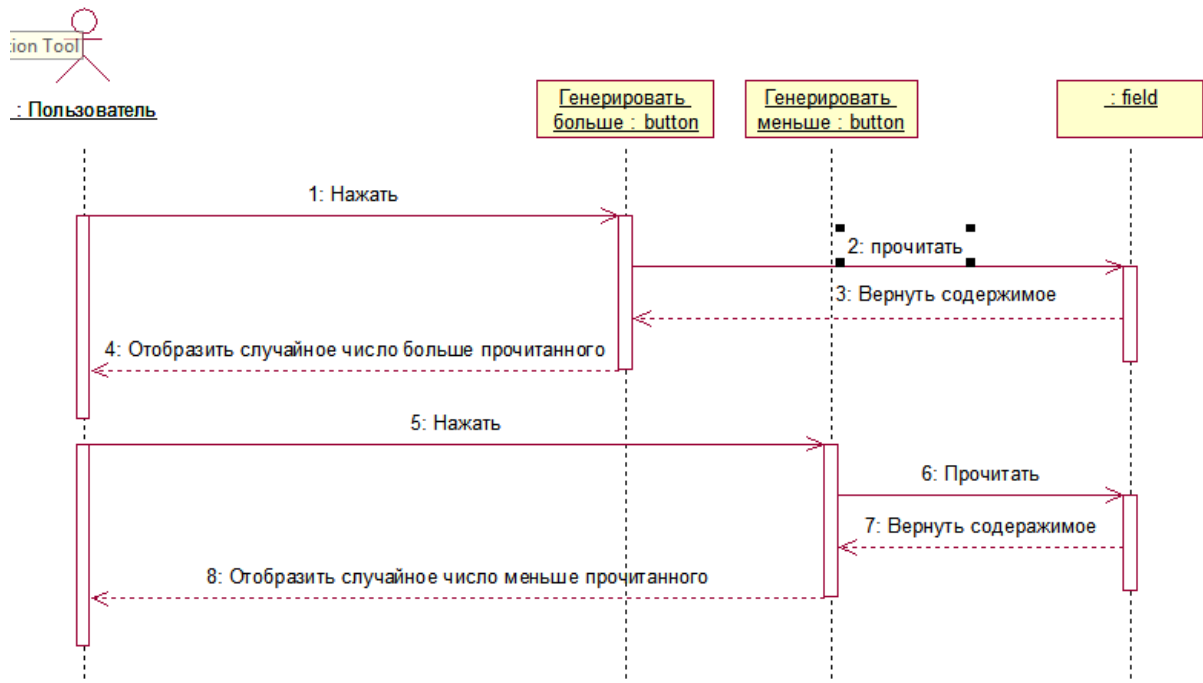 tion Tool
: Пользователь
Генерировать
больше : button
Генерировать
меньше : button
: field
1: Нажать
2: прочитать
3: Вернуть содержимое
4: Отобразить случайное число больше прочитанного
5: Нажать
6: Прочитать
7: Вернуть содеражимое
8: Отобразить случайное число меньше прочитанного